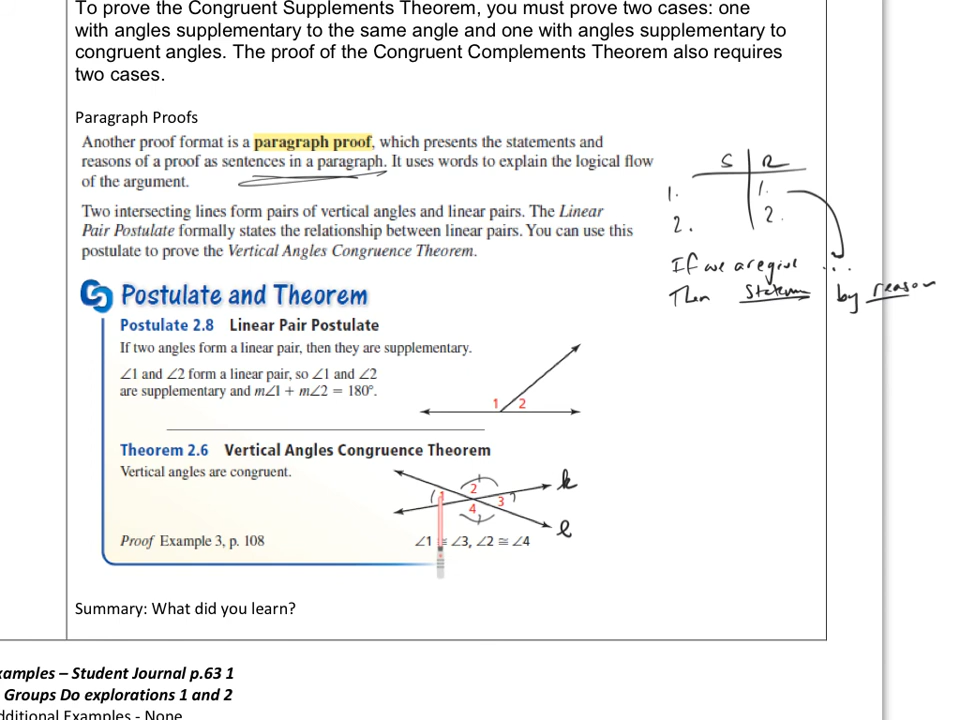 To prove the Congruent Supplements Theorem, you must prove two cases: one
with angles supplementary to the same angle and one with angles supplementary to
congruent angles. The proof of the Congruent Complements Theorem also requires
two cases.
Paragraph Proofs
Another proof format is a paragraph proof, which presents the statements and
reasons of a proof as sentences in a paragraph. It uses words to explain the logical flow
of the argument.
S R
1. 1.
2. 2.
Two intersecting lines form pairs of vertical angles and linear pairs. The Linear
Pair Postulate formally states the relationship between linear pairs. You can use this
postulate to prove the Vertical Angles Congruence Theorem.
If we are give ...
Then Statem by reason
Postulate and Theorem
Postulate 2.8 Linear Pair Postulate
If two angles form a linear pair, then they are supplementary.
∠1 and ∠2 form a linear pair, so ∠1 and ∠2
are supplementary and m∠1 + m∠2 = 180°.
1 2
Theorem 2.6 Vertical Angles Congruence Theorem
Vertical angles are congruent.
1 2 3 4
k
l
Proof Example 3, p. 108
∠1 ≅ ∠3, ∠2 ≅ ∠4
Summary: What did you learn?
xamples – Student Journal p.63 1
Groups Do explorations 1 and 2
dditional Examples - None